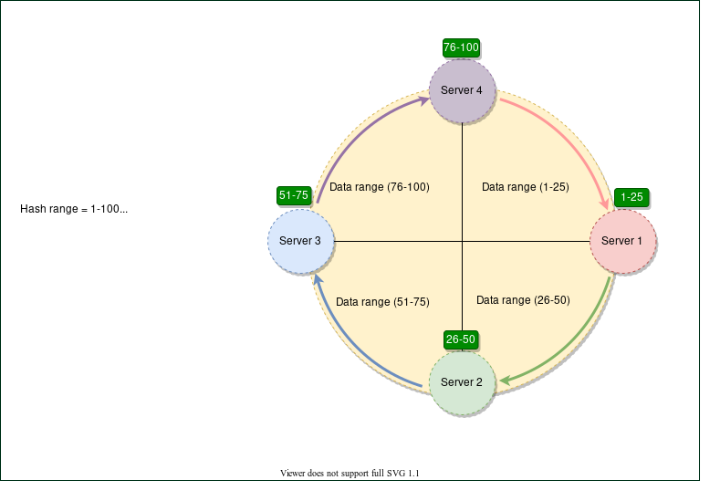 76-100
Server 4
Data range (76-100)
Data range (1-25)
51-75
1-25
Hash range = 1-100...
Server 3
Server 1
Data range (51-75)
Data range (26-50)
26-50
Server 2
Viewer does not support full SVG 1.1